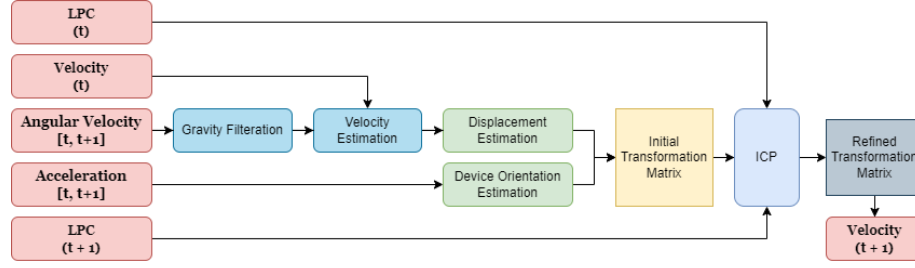 LPC
(t)
Velocity
(t)
Angular Velocity
[t, t+1]
Gravity Filteration
Velocity
Estimation
Displacement
Estimation
Acceleration
[t, t+1]
Device Orientation
Estimation
Initial
Transformation
Matrix
ICP
Refined
Transformation
Matrix
LPC
(t + 1)
Velocity
(t + 1)